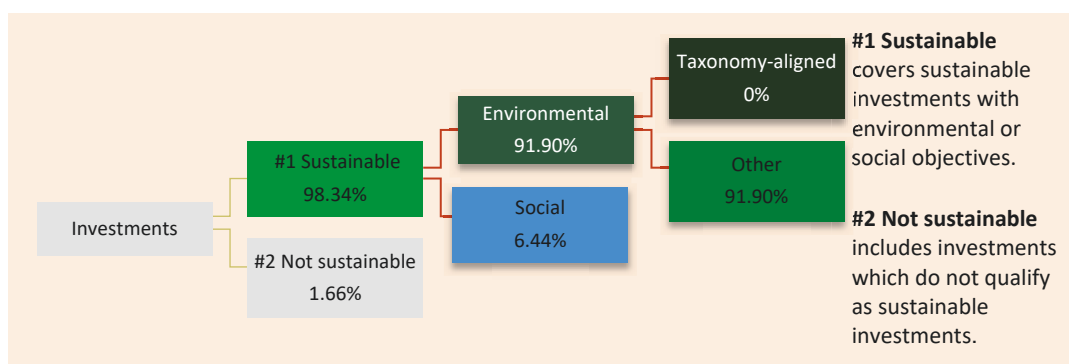 Investments
#1 Sustainable
98.34%
#2 Not sustainable
1.66%
Environmental
91.90%
Social
6.44%
Taxonomy-aligned
0%
Other
91.90%
#1 Sustainable
covers sustainable
investments with
environmental or
social objectives.
#2 Not sustainable
includes investments
which do not qualify
as sustainable
investments.